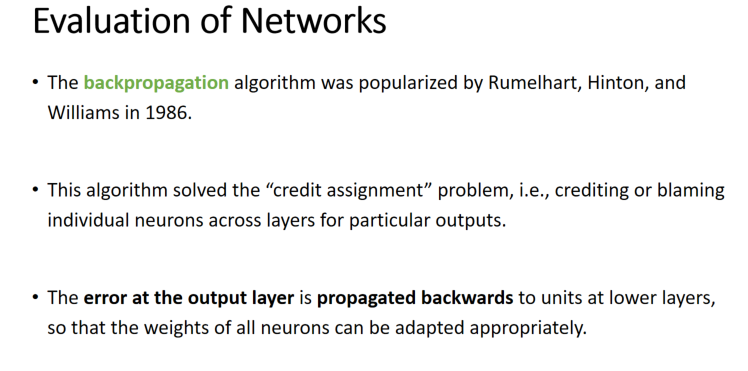 Evaluation of Networks
• The backpropagation algorithm was popularized by Rumelhart, Hinton, and
Williams in 1986.
• This algorithm solved the “credit assignment” problem, i.e., crediting or blaming
individual neurons across layers for particular outputs.
• The error at the output layer is propagated backwards to units at lower layers,
so that the weights of all neurons can be adapted appropriately.